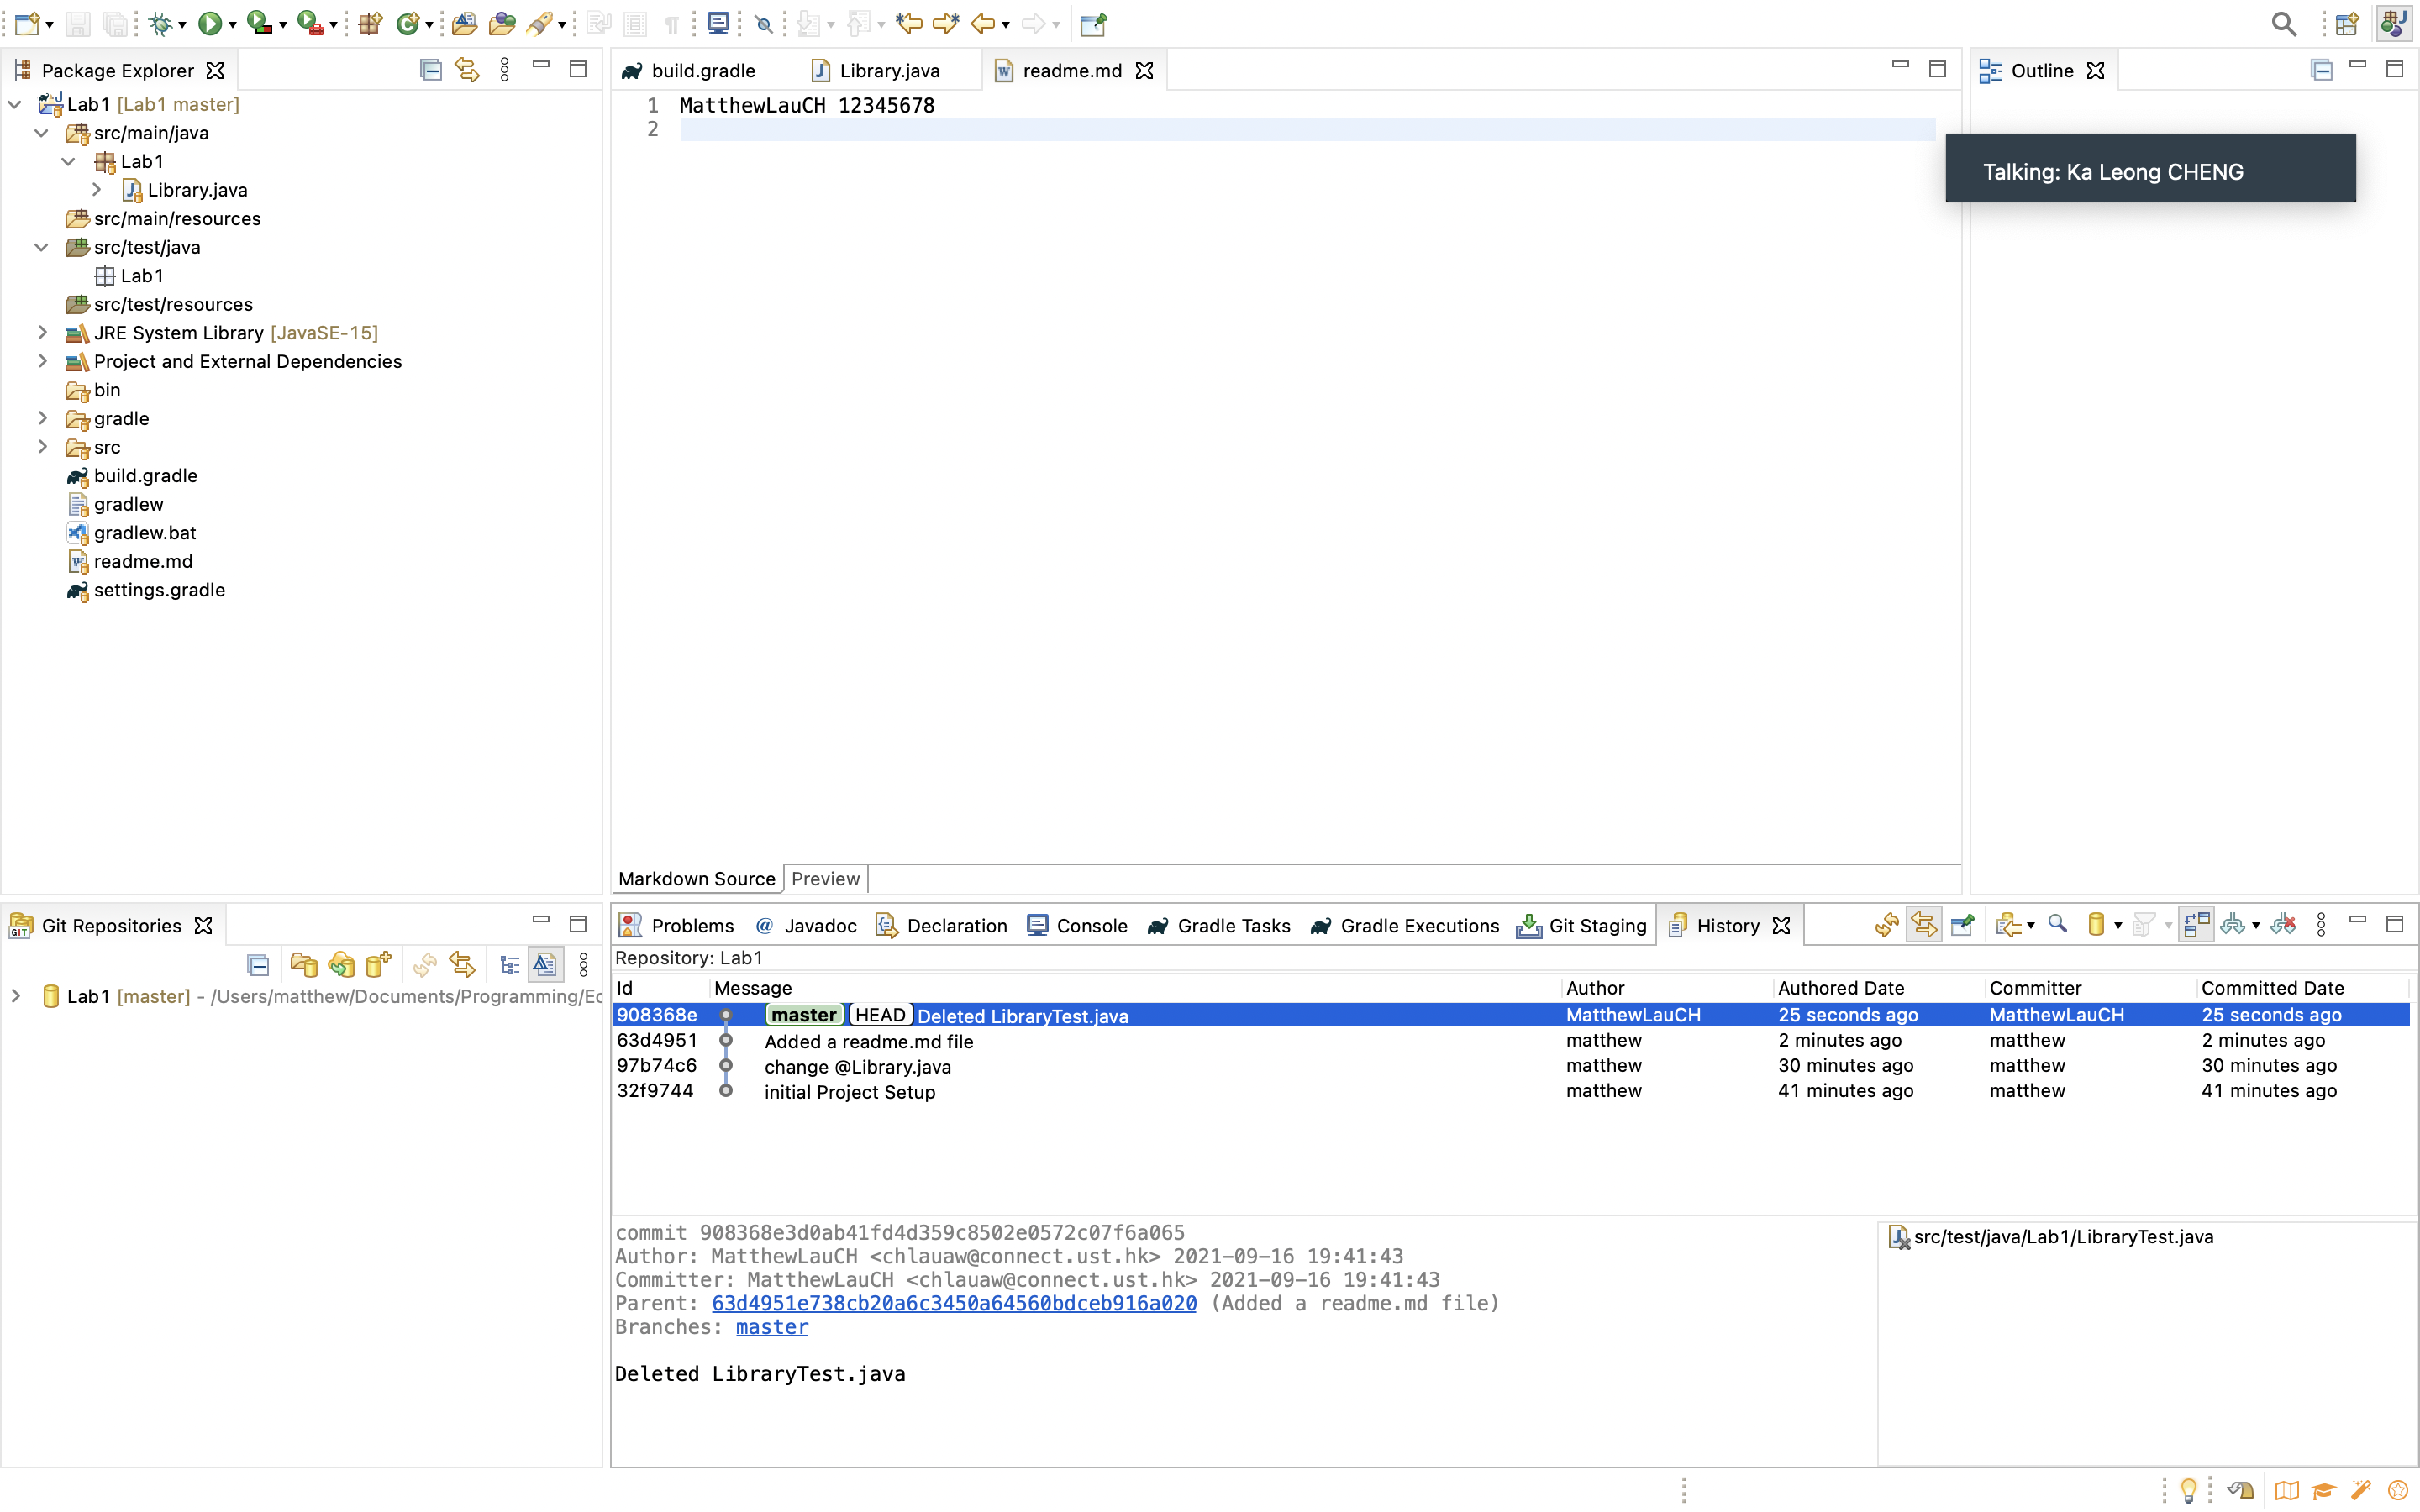 Package Explorer
Lab1 [Lab1 master]
src/main/java
Lab1
Library.java
src/main/resources
src/test/java
Lab1
src/test/resources
JRE System Library [JavaSE-15]
Project and External Dependencies
bin
gradle
src
build.gradle
gradlew
gradlew.bat
readme.md
settings.gradle
build.gradle
Library.java
readme.md
1 MatthewLauCH 12345678
2
Markdown Source
Preview
Outline
Talking: Ka Leong CHENG
Git Repositories
Lab1 [master] - /Users/matthew/Documents/Programming/Ec
Problems
@ Javadoc
Declaration
Console
Gradle Tasks
Gradle Executions
Git Staging
History
Repository: Lab1
Id Message Author Authored Date Committer Committed Date
908368e master HEAD Deleted LibraryTest.java MatthewLauCH 25 seconds ago MatthewLauCH 25 seconds ago
63d4951 Added a readme.md file matthew 2 minutes ago matthew 2 minutes ago
97b74c6 change @Library.java matthew 30 minutes ago matthew 30 minutes ago
32f9744 initial Project Setup matthew 41 minutes ago matthew 41 minutes ago
commit 908368e3d0ab41fd4d359c8502e0572c07f6a065
Author: MatthewLauCH <chlauaw@connect.ust.hk> 2021-09-16 19:41:43
Committer: MatthewLauCH <chlauaw@connect.ust.hk> 2021-09-16 19:41:43
Parent: 63d4951e738cb20a6c3450a64560bdceb916a020 (Added a readme.md file)
Branches: master
Deleted LibraryTest.java
src/test/java/Lab1/LibraryTest.java